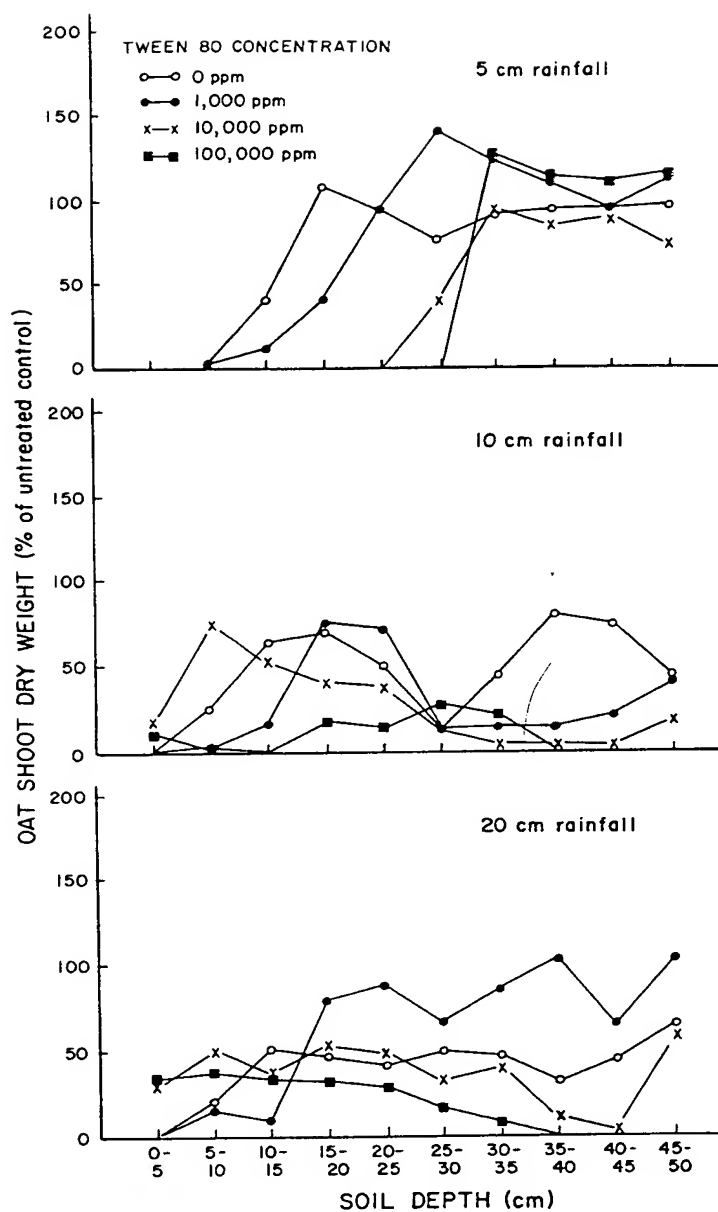 TWEEN 80 CONCENTRATION
0 ppm
1,000 ppm
10,000 ppm
100,000 ppm
5 cm rainfall
200
150
100
50
0
10 cm rainfall
200
150
100
50
0
20 cm rainfall
200
150
100
50
0
OAT SHOOT DRY WEIGHT (% of untreated control)
0-5
5-10
10-15
15-20
20-25
25-30
30-35
35-40
40-45
45-50
SOIL DEPTH (cm)